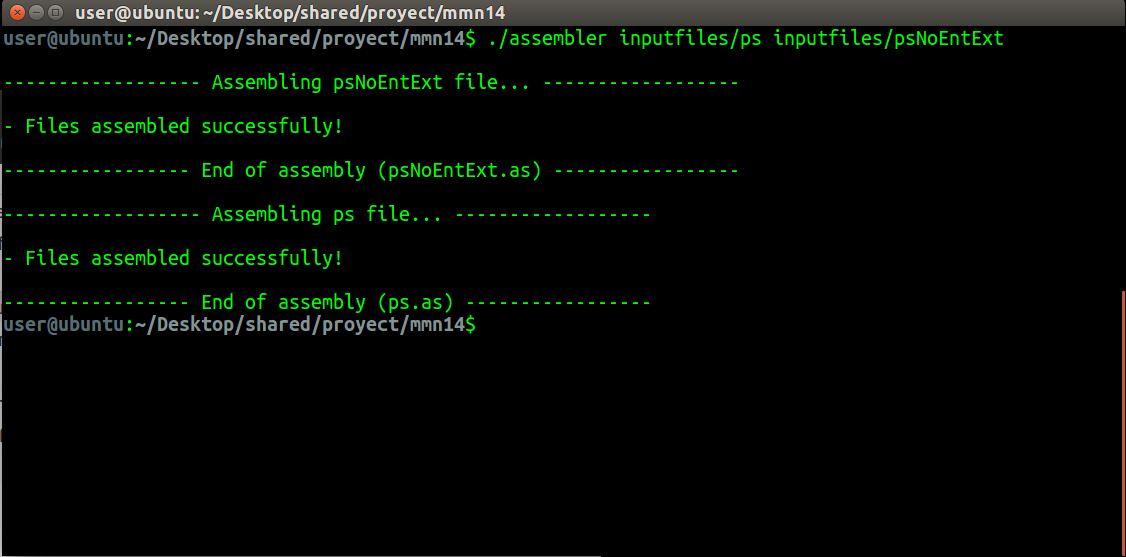 user@ubuntu: ~/Desktop/shared/proyect/mmn14
user@ubuntu:~/Desktop/shared/proyect/mmn14$ ./assembler inputfiles/ps inputfiles/psNoEntExt
------------------ Assembling psNoEntExt file... ------------------
- Files assembled successfully!
----------------- End of assembly (psNoEntExt.as) -----------------
------------------ Assembling ps file... ------------------
- Files assembled successfully!
----------------- End of assembly (ps.as) -----------------
user@ubuntu:~/Desktop/shared/proyect/mmn14$